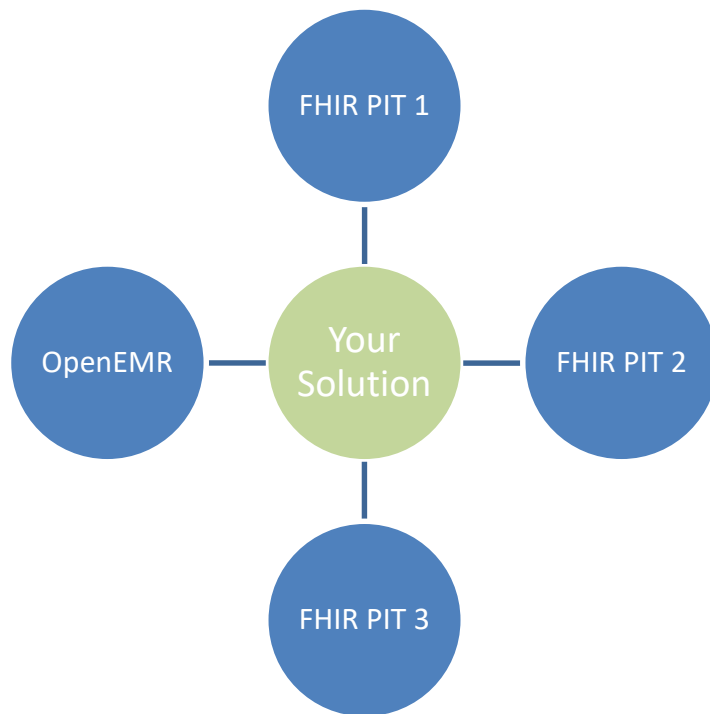 FHIR PIT 1
OpenEMR
Your
Solution
FHIR PIT 2
FHIR PIT 3